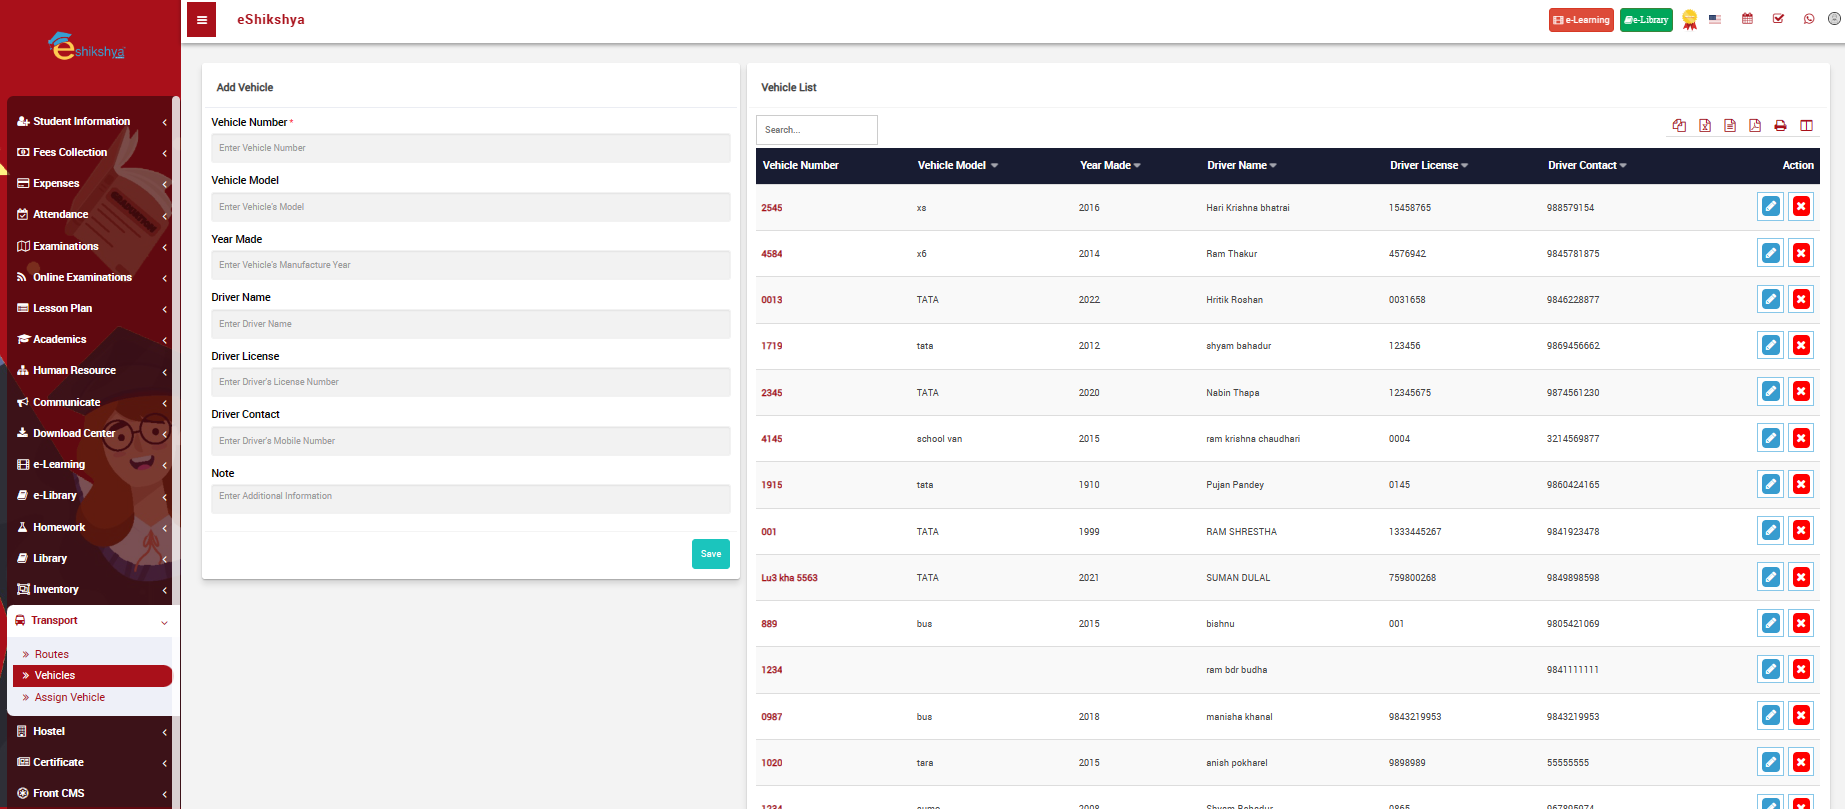 eshikshya
eShikshya
e-Learning
e-Library
Student Information
Fees Collection
Expenses
Attendance
Examinations
Online Examinations
Lesson Plan
Academics
Human Resource
Communicate
Download Center
e-Learning
e-Library
Homework
Library
Inventory
Transport
» Routes
» Vehicles
» Assign Vehicle
Hostel
Certificate
Front CMS
Add Vehicle
Vehicle Number *
Enter Vehicle Number
Vehicle Model
Enter Vehicle's Model
Year Made
Enter Vehicle's Manufacture Year
Driver Name
Enter Driver Name
Driver License
Enter Driver's License Number
Driver Contact
Enter Driver's Mobile Number
Note
Enter Additional Information
Save
Vehicle List
Search...
Vehicle Number Vehicle Model Year Made Driver Name Driver License Driver Contact Action
2545 xs 2016 Hari Krishna bhatrai 15458765 988579154
4584 x6 2014 Ram Thakur 4576942 9845781875
0013 TATA 2022 Hritik Roshan 0031658 9846228877
1719 tata 2012 shyam bahadur 123456 9869456662
2345 TATA 2020 Nabin Thapa 12345675 9874561230
4145 school van 2015 ram krishna chaudhari 0004 3214569877
1915 tata 1910 Pujan Pandey 0145 9860424165
001 TATA 1999 RAM SHRESTHA 1333445267 9841923478
Lu3 kha 5563 TATA 2021 SUMAN DULAL 759800268 9849898598
889 bus 2015 bishnu 001 9805421069
1234 ram bdr budha 9841111111
0987 bus 2018 manisha khanal 9843219953 9843219953
1020 tara 2015 anish pokharel 9898989 55555555
1234 sumo 2008 Shyam Bahadur 0865 967895974